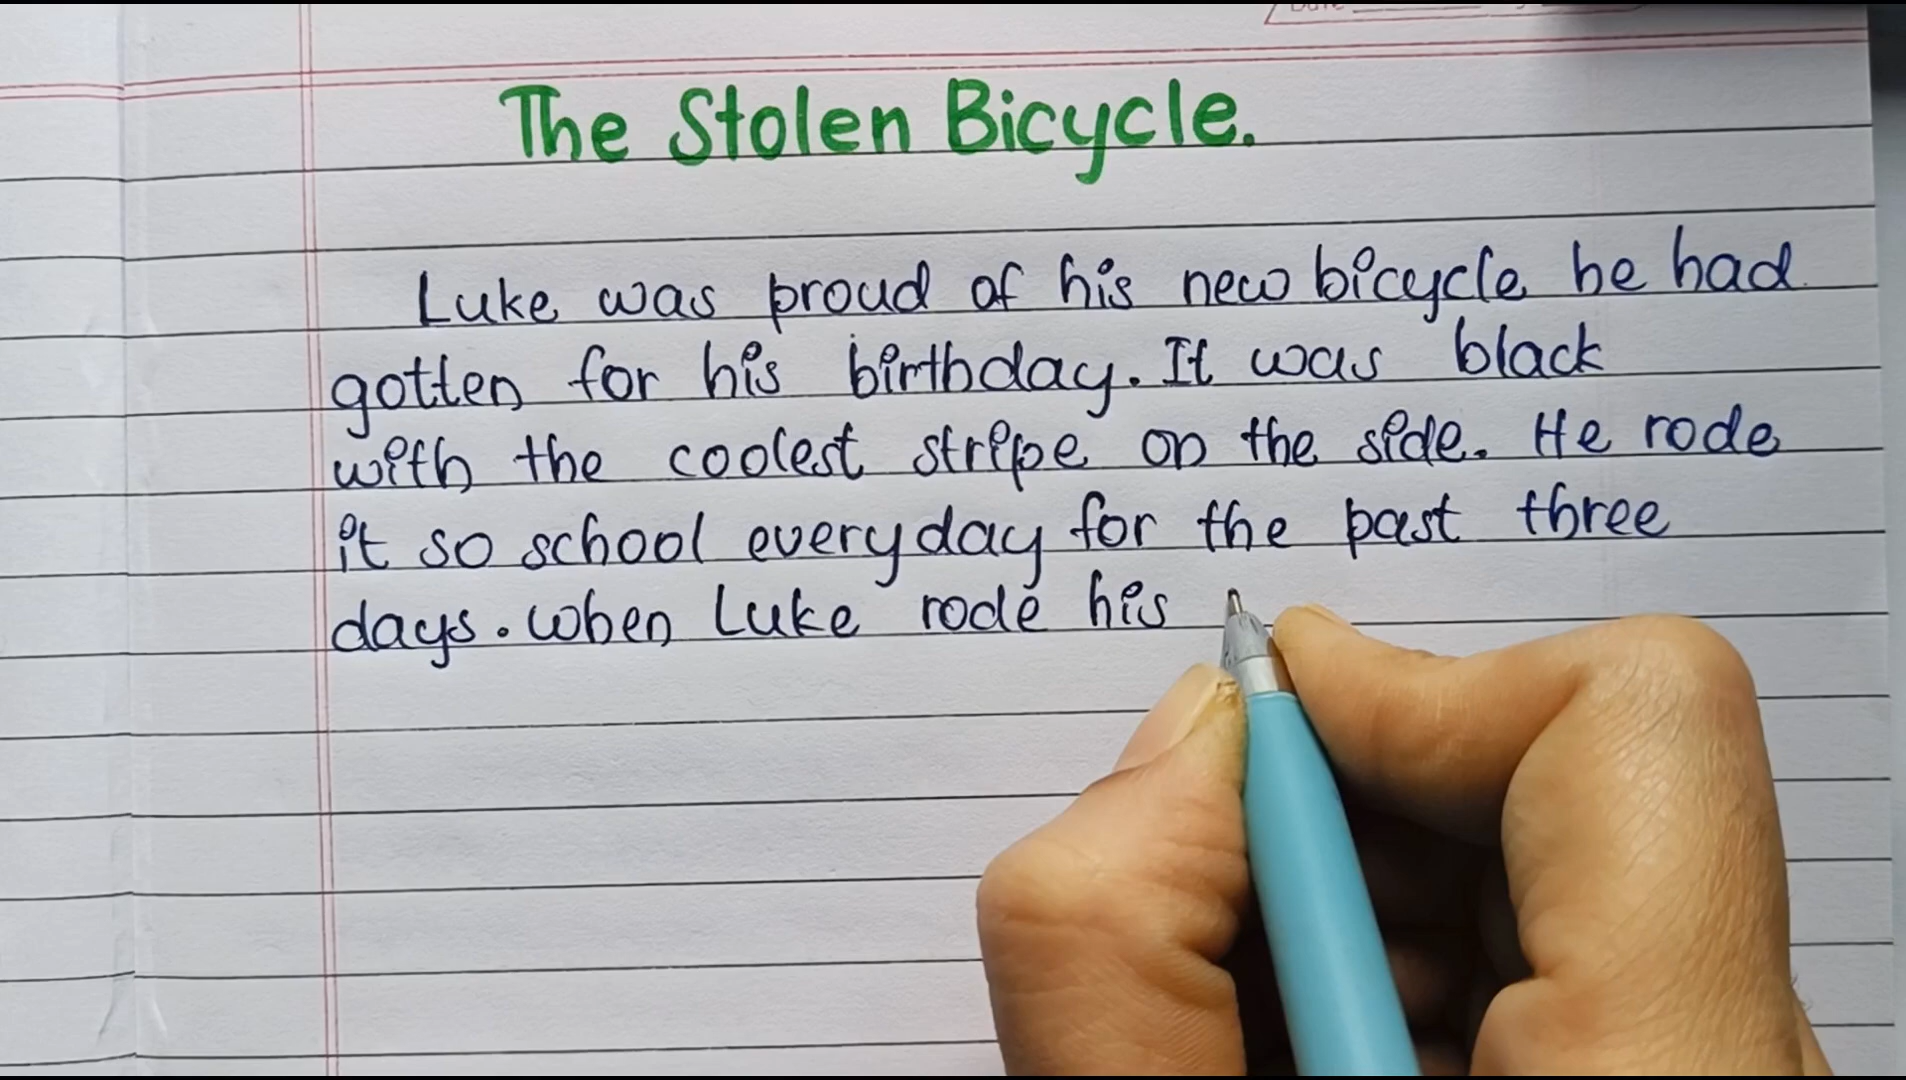 The Stolen Bicycle.
Luke was proud of his new bicycle he had
gotten for his birthday. It was black
with the coolest stripe on the side. He rode
it so school everyday for the past three
days. when Luke rode his